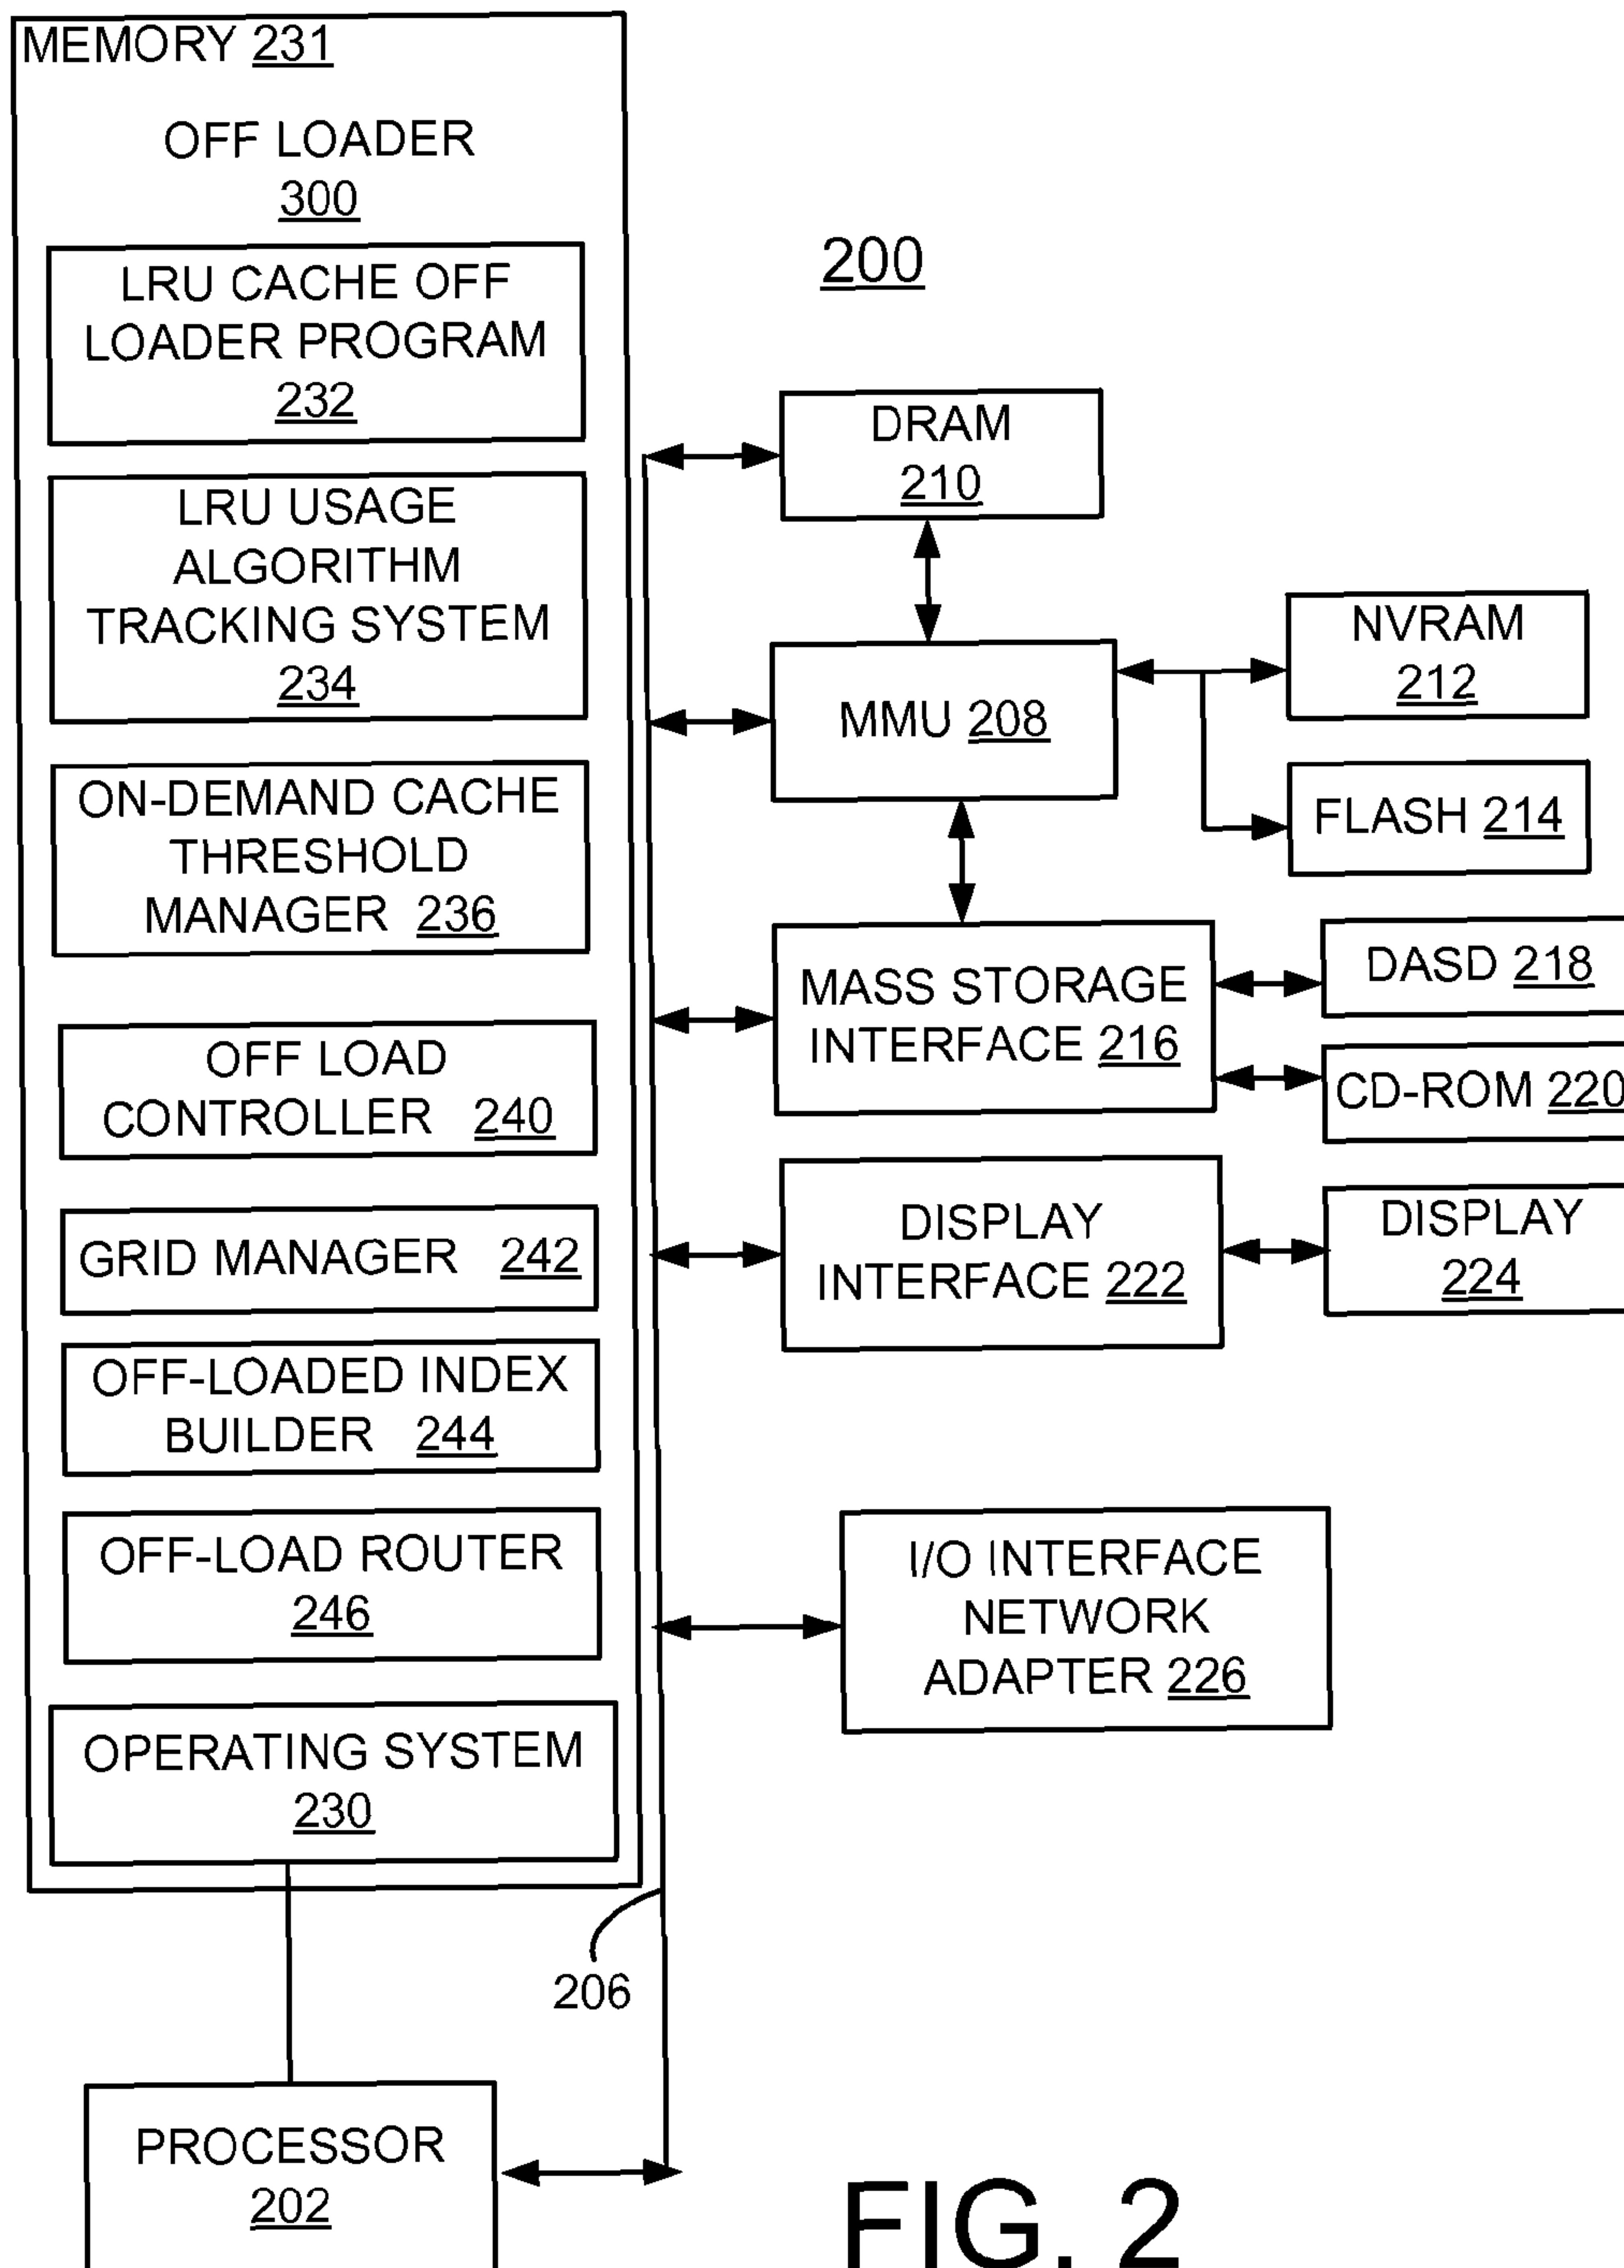 MEMORY 231
OFF LOADER
300
LRU CACHE OFF
LOADER PROGRAM
232
LRU USAGE
ALGORITHM
TRACKING SYSTEM
234
ON-DEMAND CACHE
THRESHOLD
MANAGER 236
OFF LOAD
CONTROLLER 240
GRID MANAGER 242
OFF-LOADED INDEX
BUILDER 244
OFF-LOAD ROUTER
246
OPERATING SYSTEM
230
206
PROCESSOR
202
200
DRAM
210
MMU 208
NVRAM
212
FLASH 214
MASS STORAGE
INTERFACE 216
DASD 218
CD-ROM 220
DISPLAY
INTERFACE 222
DISPLAY
224
I/O INTERFACE
NETWORK
ADAPTER 226
FIG. 2